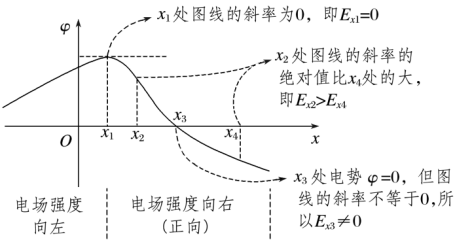 x₁处图线的斜率为0，即Eₓ₁=0
φ
x₂处图线的斜率的
绝对值比x₄处的大，
即Eₓ₂>Eₓ₄
x₃
O
x₁
x₂
x₄
x
x₃处电势φ=0，但图
线的斜率不等于0,所
以Eₓ₃≠0
电场强度
向左
电场强度向右
(正向)